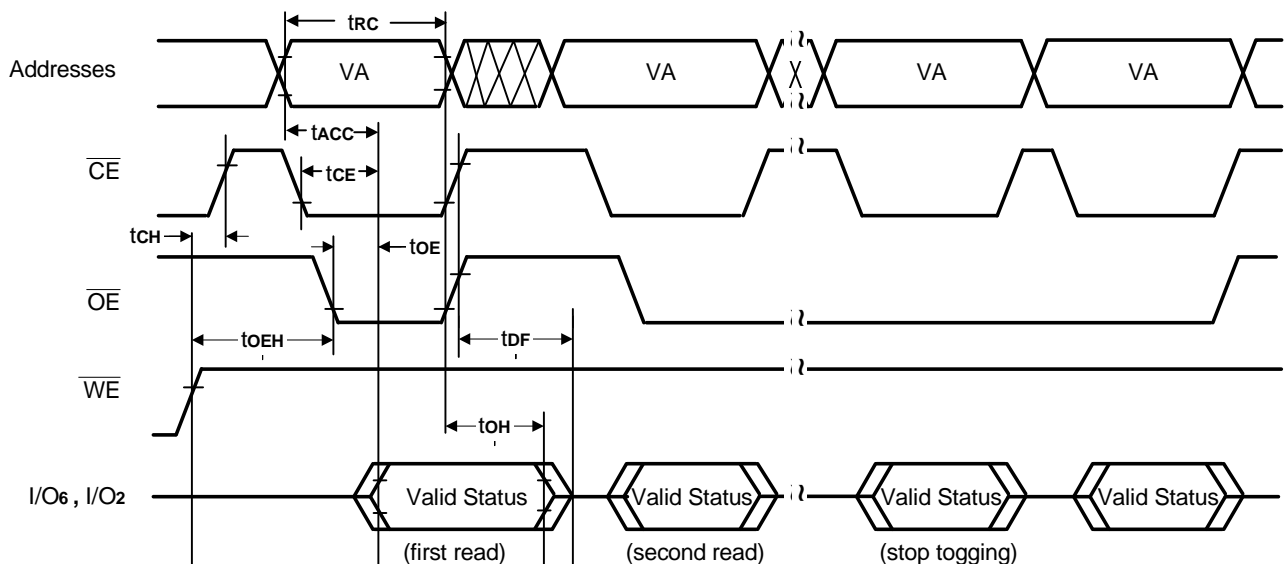 tRC
Addresses VA VA X VA VA
tACC
CE tCE
tCH tOE
OE
tOEH tDF
WE
tOH
I/O6 , I/O2 Valid Status Valid Status Valid Status Valid Status
(first read) (second read) (stop togging)